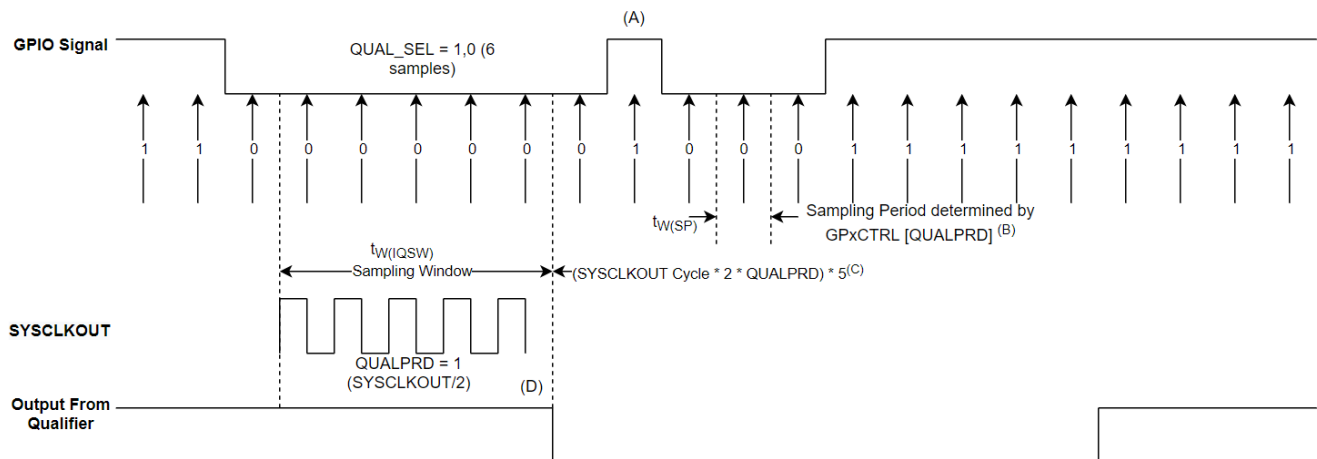 (A)
GPIO Signal
QUAL_SEL = 1,0 (6
samples)
1 1 0 0 0 0 0 0 0 1 0 0 0 1 1 1 1 1 1 1 1 1
tW(SP)
Sampling Period determined by
GPxCTRL [QUALPRD] (B)
tW(IQSW)
Sampling Window
(SYSCLKOUT Cycle * 2 * QUALPRD) * 5(C)
SYSCLKOUT
QUALPRD = 1
(SYSCLKOUT/2)
(D)
Output From
Qualifier